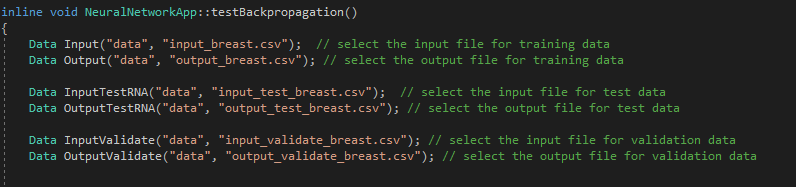 inline void NeuralNetworkApp::testBackpropagation()
{
Data Input("data", "input_breast.csv");  // select the input file for training data
Data Output("data", "output_breast.csv"); // select the output file for training data
Data InputTestRNA("data", "input_test_breast.csv");  // select the input file for test data
Data OutputTestRNA("data", "output_test_breast.csv"); // select the output file for test data
Data InputValidate("data", "input_validate_breast.csv"); // select the input file for validation data
Data OutputValidate("data", "output_validate_breast.csv"); // select the output file for validation data